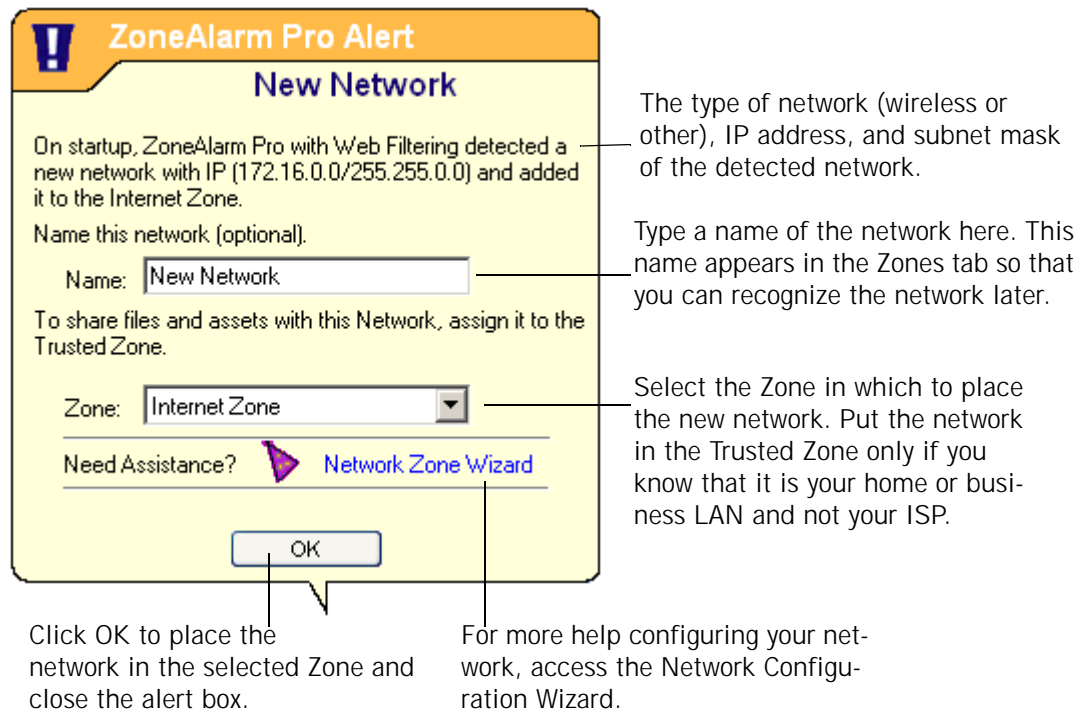 ZoneAlarm Pro Alert
New Network
On startup, ZoneAlarm Pro with Web Filtering detected a
new network with IP (172.16.0.0/255.255.0.0) and added
it to the Internet Zone.
Name this network (optional).
Name: New Network
To share files and assets with this Network, assign it to the
Trusted Zone.
Zone: Internet Zone
Need Assistance? Network Zone Wizard
OK
The type of network (wireless or
other), IP address, and subnet mask
of the detected network.
Type a name of the network here. This
name appears in the Zones tab so that
you can recognize the network later.
Select the Zone in which to place
the new network. Put the network
in the Trusted Zone only if you
know that it is your home or busi-
ness LAN and not your ISP.
Click OK to place the
network in the selected Zone and
close the alert box.
For more help configuring your net-
work, access the Network Configu-
ration Wizard.